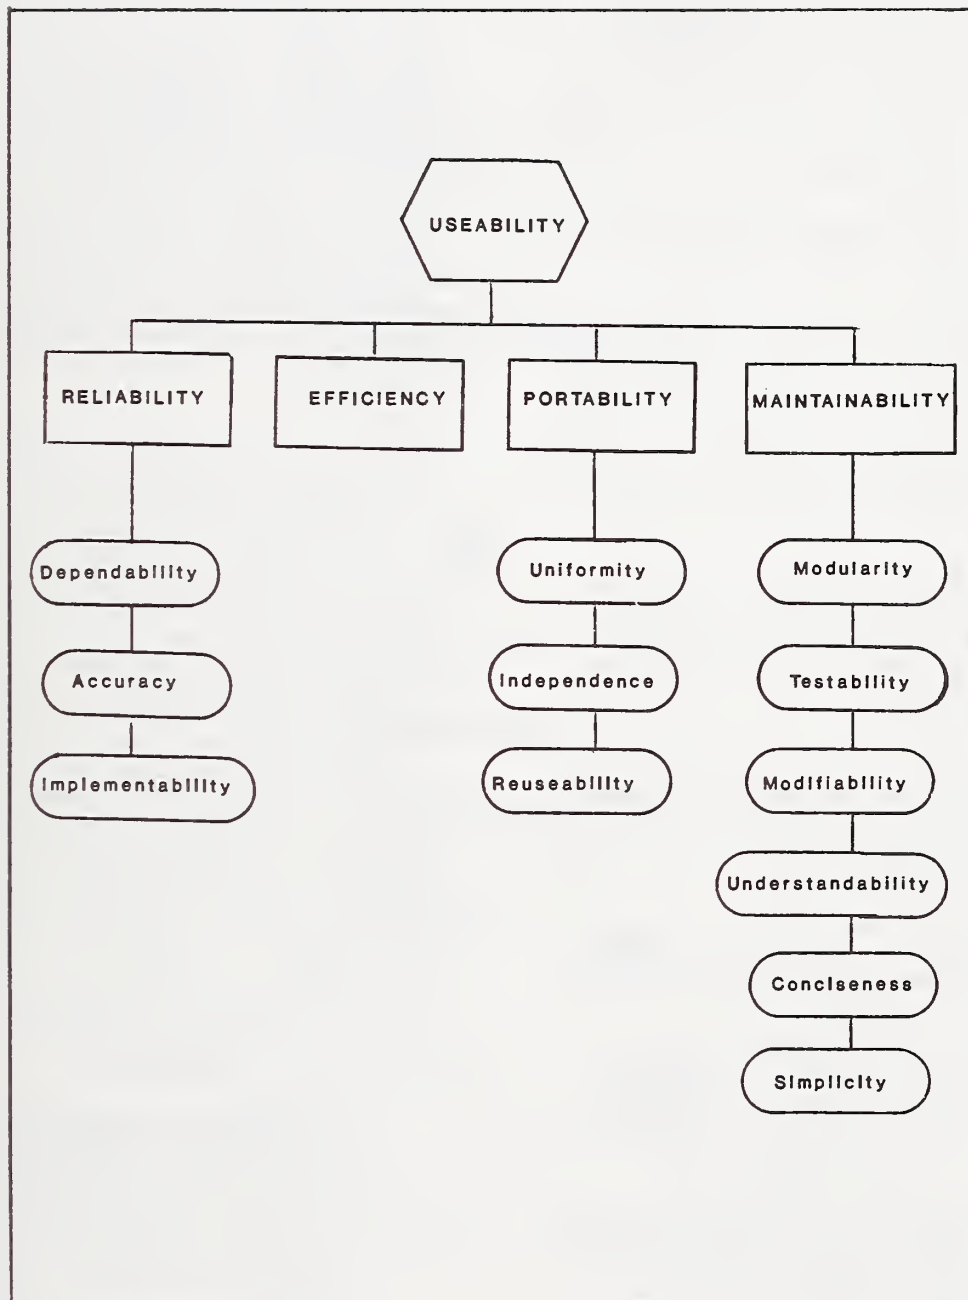 USEABILITY
RELIABILITY
EFFICIENCY
PORTABILITY
MAINTAINABILITY
Dependability
Accuracy
Implementability
Uniformity
Independence
Reuseability
Modularity
Testability
Modifiability
Understandability
Conciseness
Simplicity